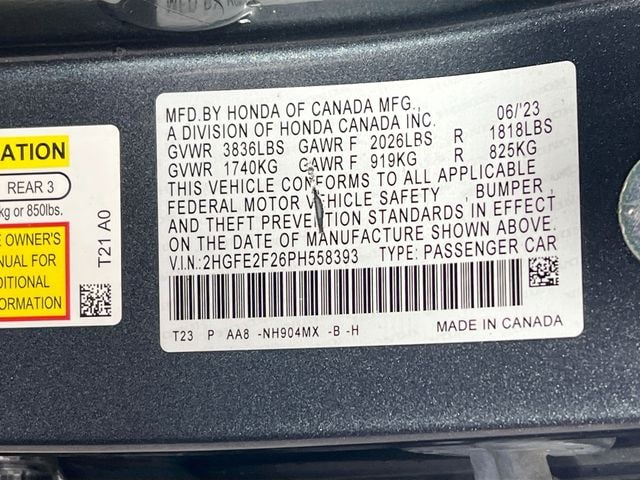 MFD.BY HONDA OF CANADA MFG., 06/'23
A DIVISION OF HONDA CANADA INC.
GVWR 3836LBS GAWR F 2026LBS R 1818LBS
GVWR 1740KG GAWR F 919KG R 825KG
THIS VEHICLE CONFORMS TO ALL APPLICABLE
FEDERAL MOTOR VEHICLE SAFETY , BUMPER ,
AND THEFT PREVENTION STANDARDS IN EFFECT
ON THE DATE OF MANUFACTURE SHOWN ABOVE.
V.I.N: 2HGFE2F26PH558393 TYPE: PASSENGER CAR
T23 P AA8 -NH904MX -B -H MADE IN CANADA
ATION
REAR 3
kg or 850lbs.
OWNER'S
NUAL FOR
DITIONAL
FORMATION
T21 A0